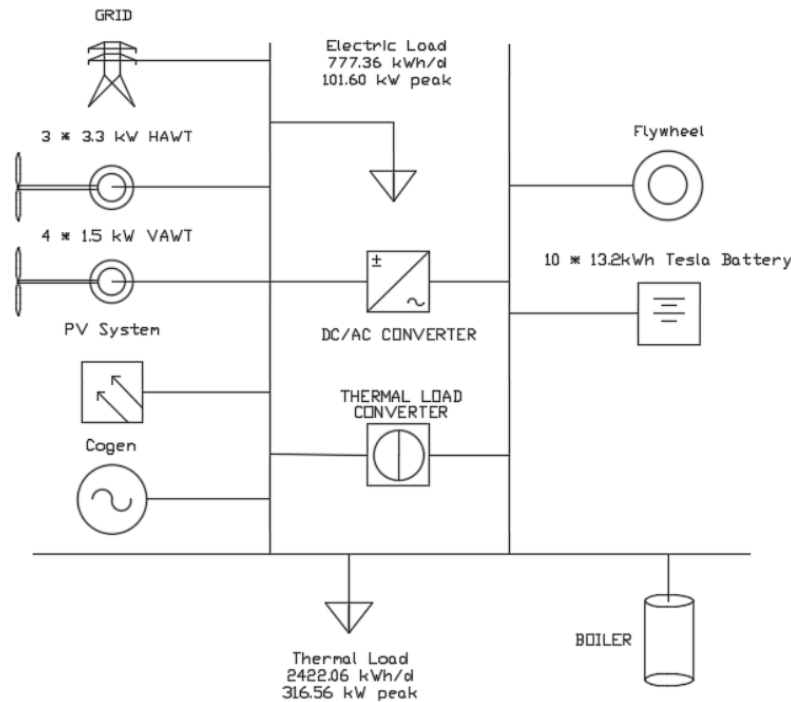 GRID
Electric Load
777.36 kWh/d
101.60 kW peak
3 * 3.3 kW HAWT
Flywheel
4 * 1.5 kW VAWT
10 * 13.2kWh Tesla Battery
PV System
DC/AC CONVERTER
THERMAL LOAD
CONVERTER
Cogen
BOILER
Thermal Load
2422.06 kWh/d
316.56 kW peak